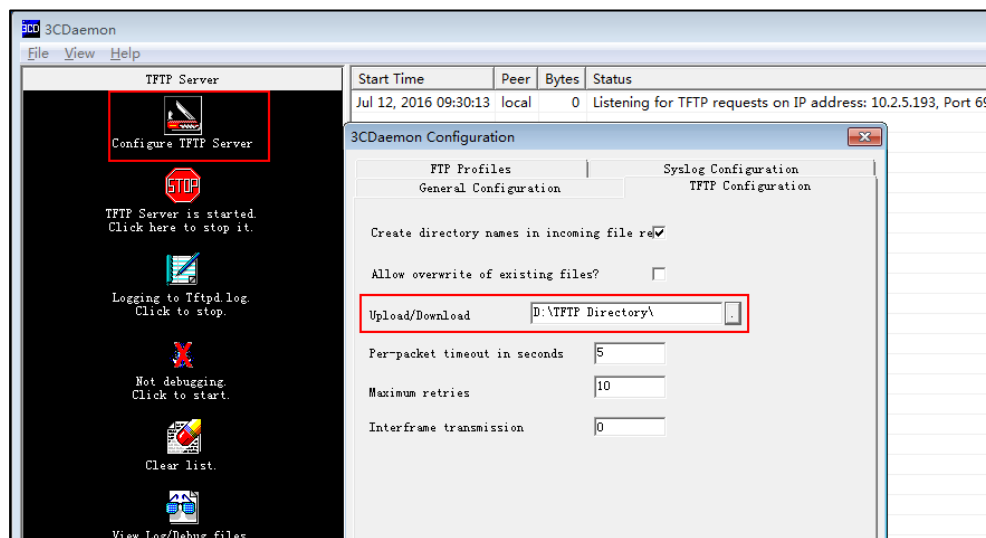 3CD 3CDaemon
File View Help
TFTP Server
Configure TFTP Server
STOP
TFTP Server is started.
Click here to stop it.
Logging to Tftpd.log.
Click to stop.
Not debugging.
Click to start.
Clear list.
View Log/Debug files
Start Time Peer Bytes Status
Jul 12, 2016 09:30:13 local 0 Listening for TFTP requests on IP address: 10.2.5.193, Port 69
3CDaemon Configuration
FTP Profiles Syslog Configuration
General Configuration TFTP Configuration
Create directory names in incoming file re
Allow overwrite of existing files?
Upload/Download D:\TFTP Directory\ .
Per-packet timeout in seconds 5
Maximum retries 10
Interframe transmission 0